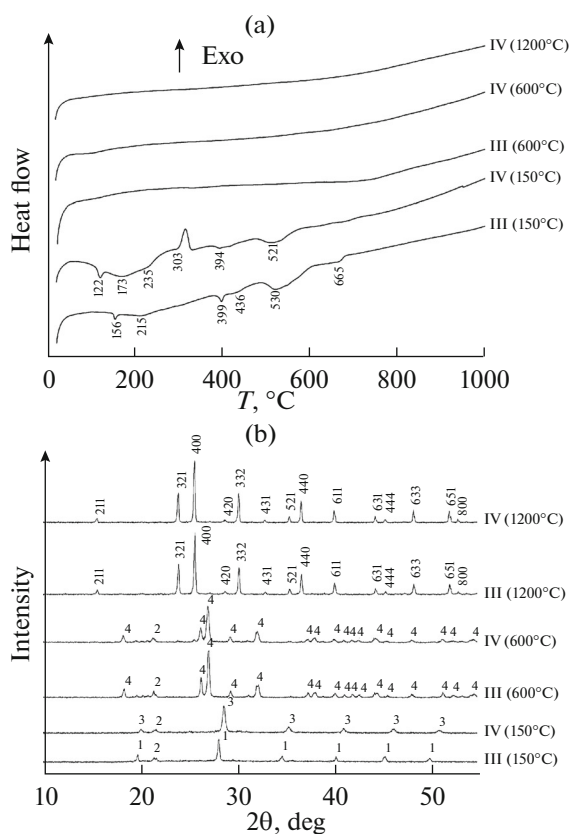 (a)
Exo
Heat flow
IV (1200°C)
IV (600°C)
III (600°C)
IV (150°C)
III (150°C)
122 173 235 303 394 521
156 215 399 436 530 665
0 200 400 600 800 1000
T, °C
(b)
Intensity
211 321 400 420 332 431 521 440 611 631 444 633 651 800
IV (1200°C)
211 321 400 420 332 431 521 440 611 631 444 633 651 800
III (1200°C)
4 2 4 4 4 4 4 4 4 4 4 4 4 4 4 4 4 4
IV (600°C)
4 2 4 4 4 4 4 4 4 4 4 4 4 4 4 4 4 4
III (600°C)
3 2 3 3 3 3 3
IV (150°C)
1 2 1 1 1 1 1
III (150°C)
10 20 30 40 50
2θ, deg